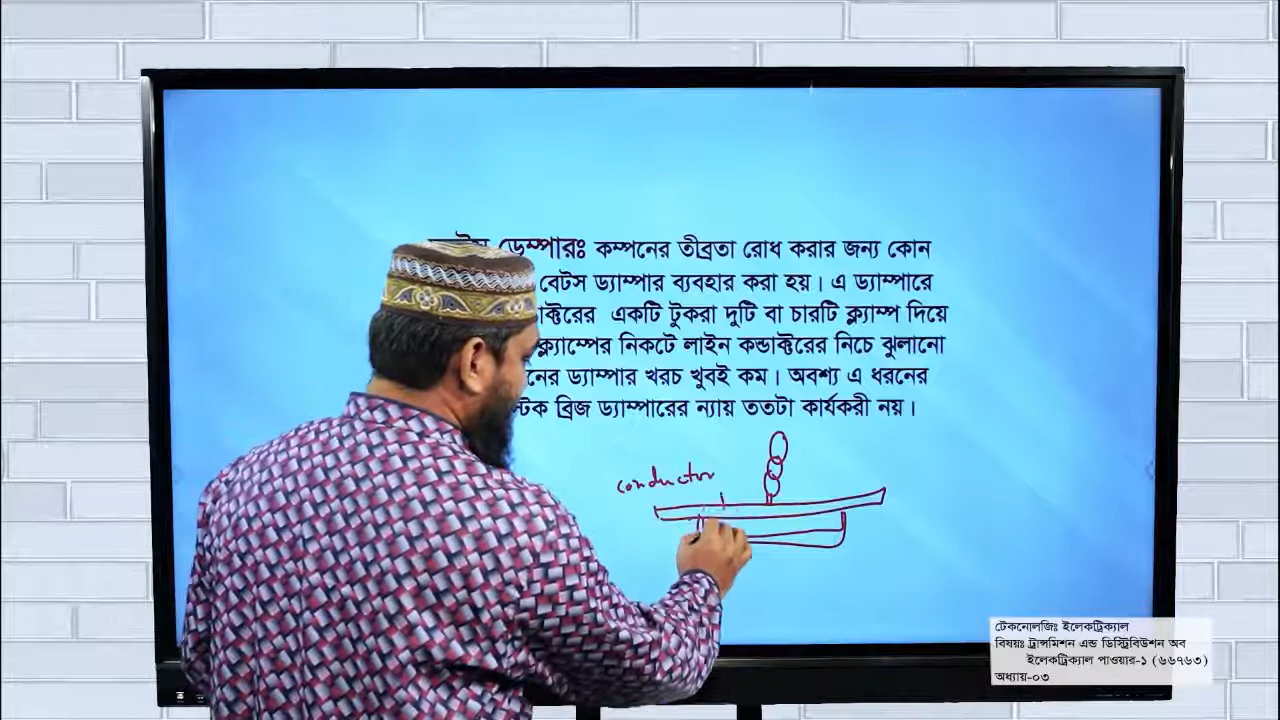 ডেম্পারঃ কম্পনের তীব্রতা রোধ করার জন্য কোন
বেটস ড্যাম্পার ব্যবহার করা হয়। এ ড্যাম্পারে
একটি টুকরা দুটি বা চারটি ক্ল্যাম্প দিয়ে
ক্ল্যাম্পের নিকটে লাইন কন্ডাক্টরের নিচে ঝুলানো
ড্যাম্পার খরচ খুবই কম। অবশ্য এ ধরনের
ব্রিজ ড্যাম্পারের ন্যায় ততটা কার্যকরী নয়।
conductor
টেকনোলজিঃ ইলেকট্রিক্যাল
বিষয়ঃ ট্রান্সমিশন এন্ড ডিস্ট্রিবিউশন অব
ইলেকট্রিক্যাল পাওয়ার-১ (৬৬৭৬৩)
অধ্যায়-০৩